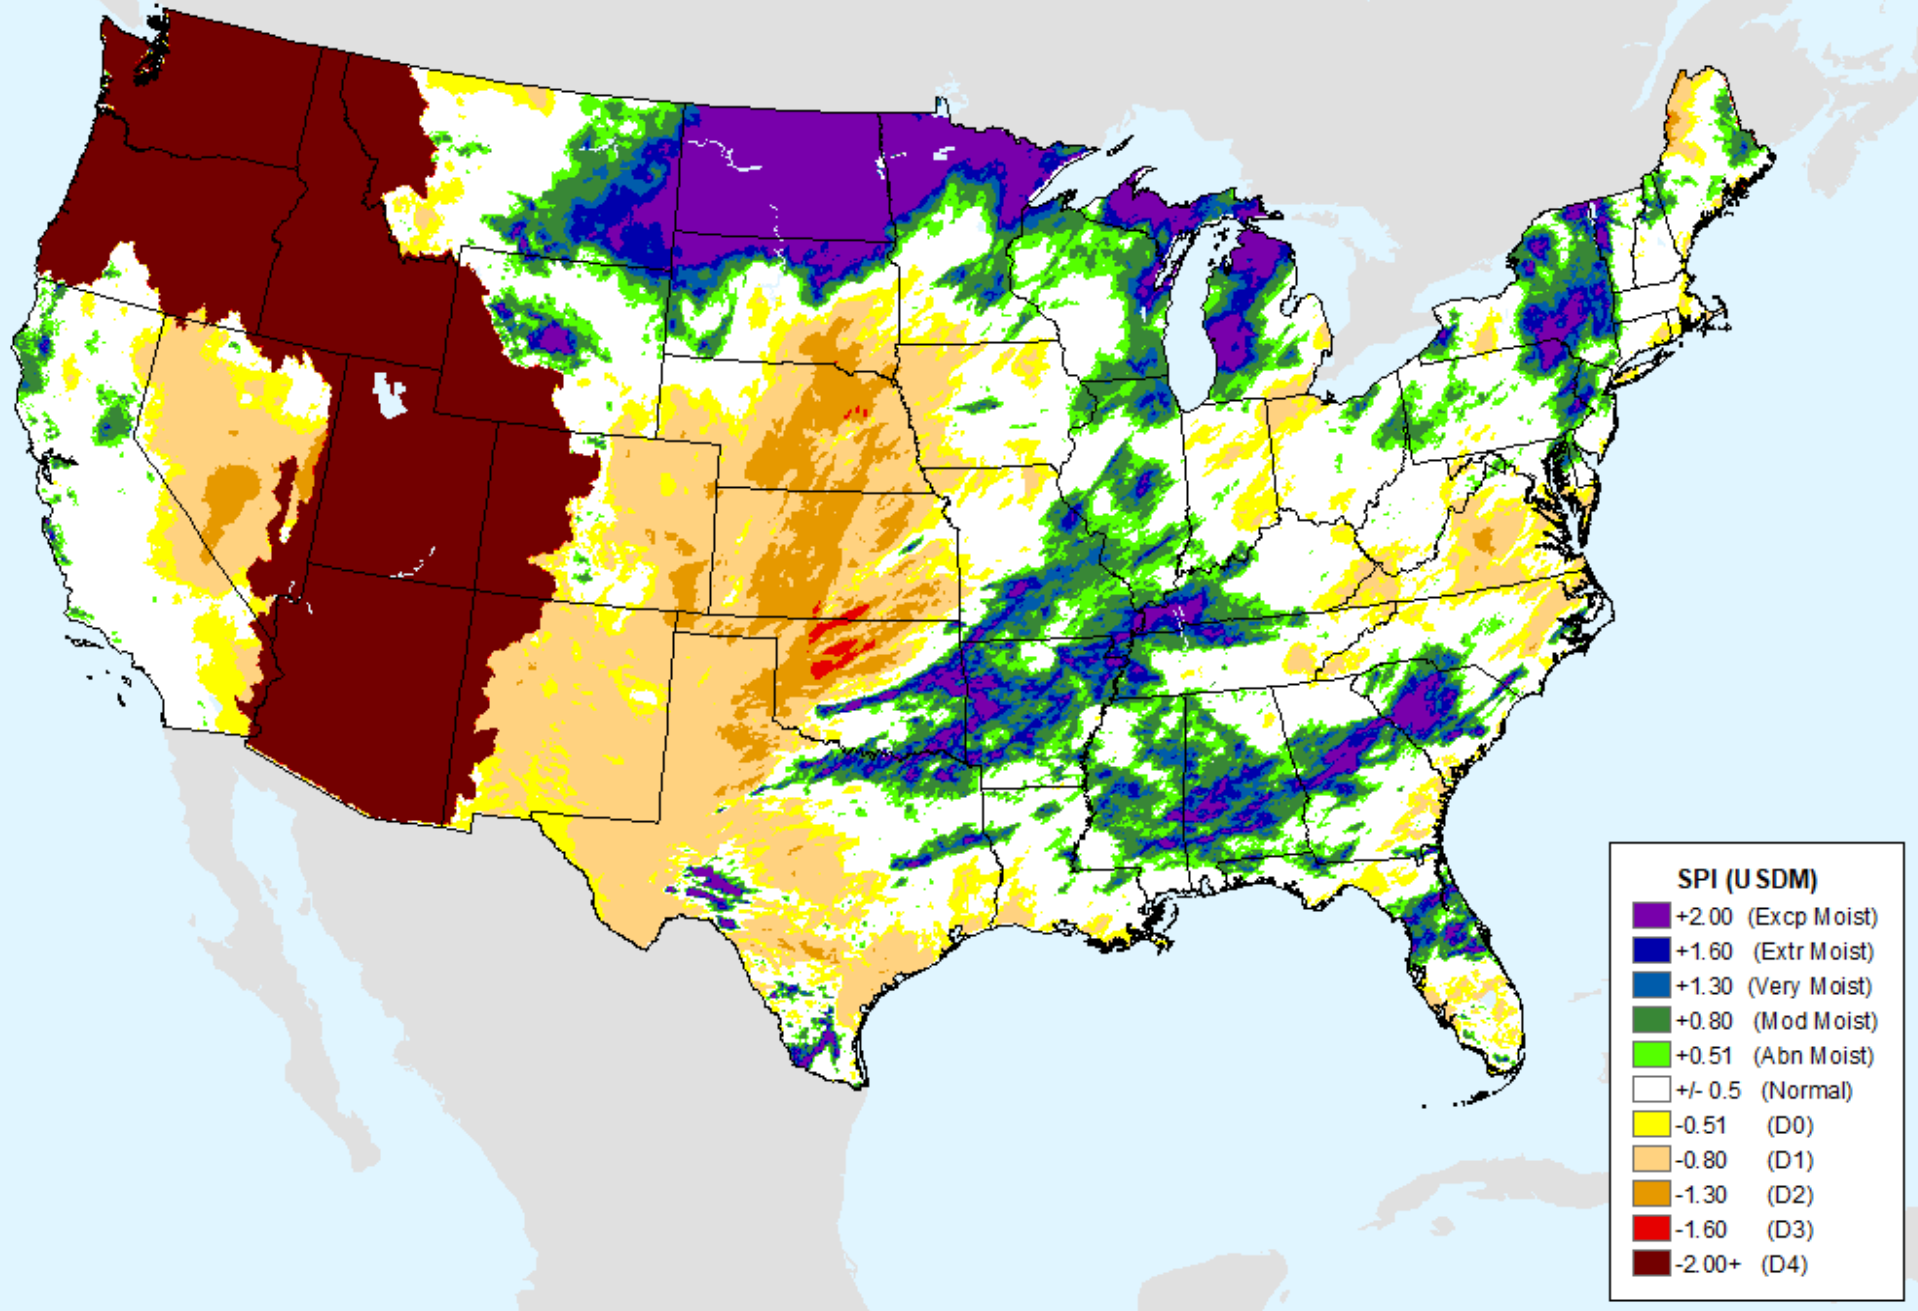 SPI (USDM)
+2.00 (Excp Moist)
+1.60 (Extr Moist)
+1.30 (Very Moist)
+0.80 (Mod Moist)
+0.51 (Abn Moist)
+/- 0.5 (Normal)
-0.51 (D0)
-0.80 (D1)
-1.30 (D2)
-1.60 (D3)
-2.00+ (D4)